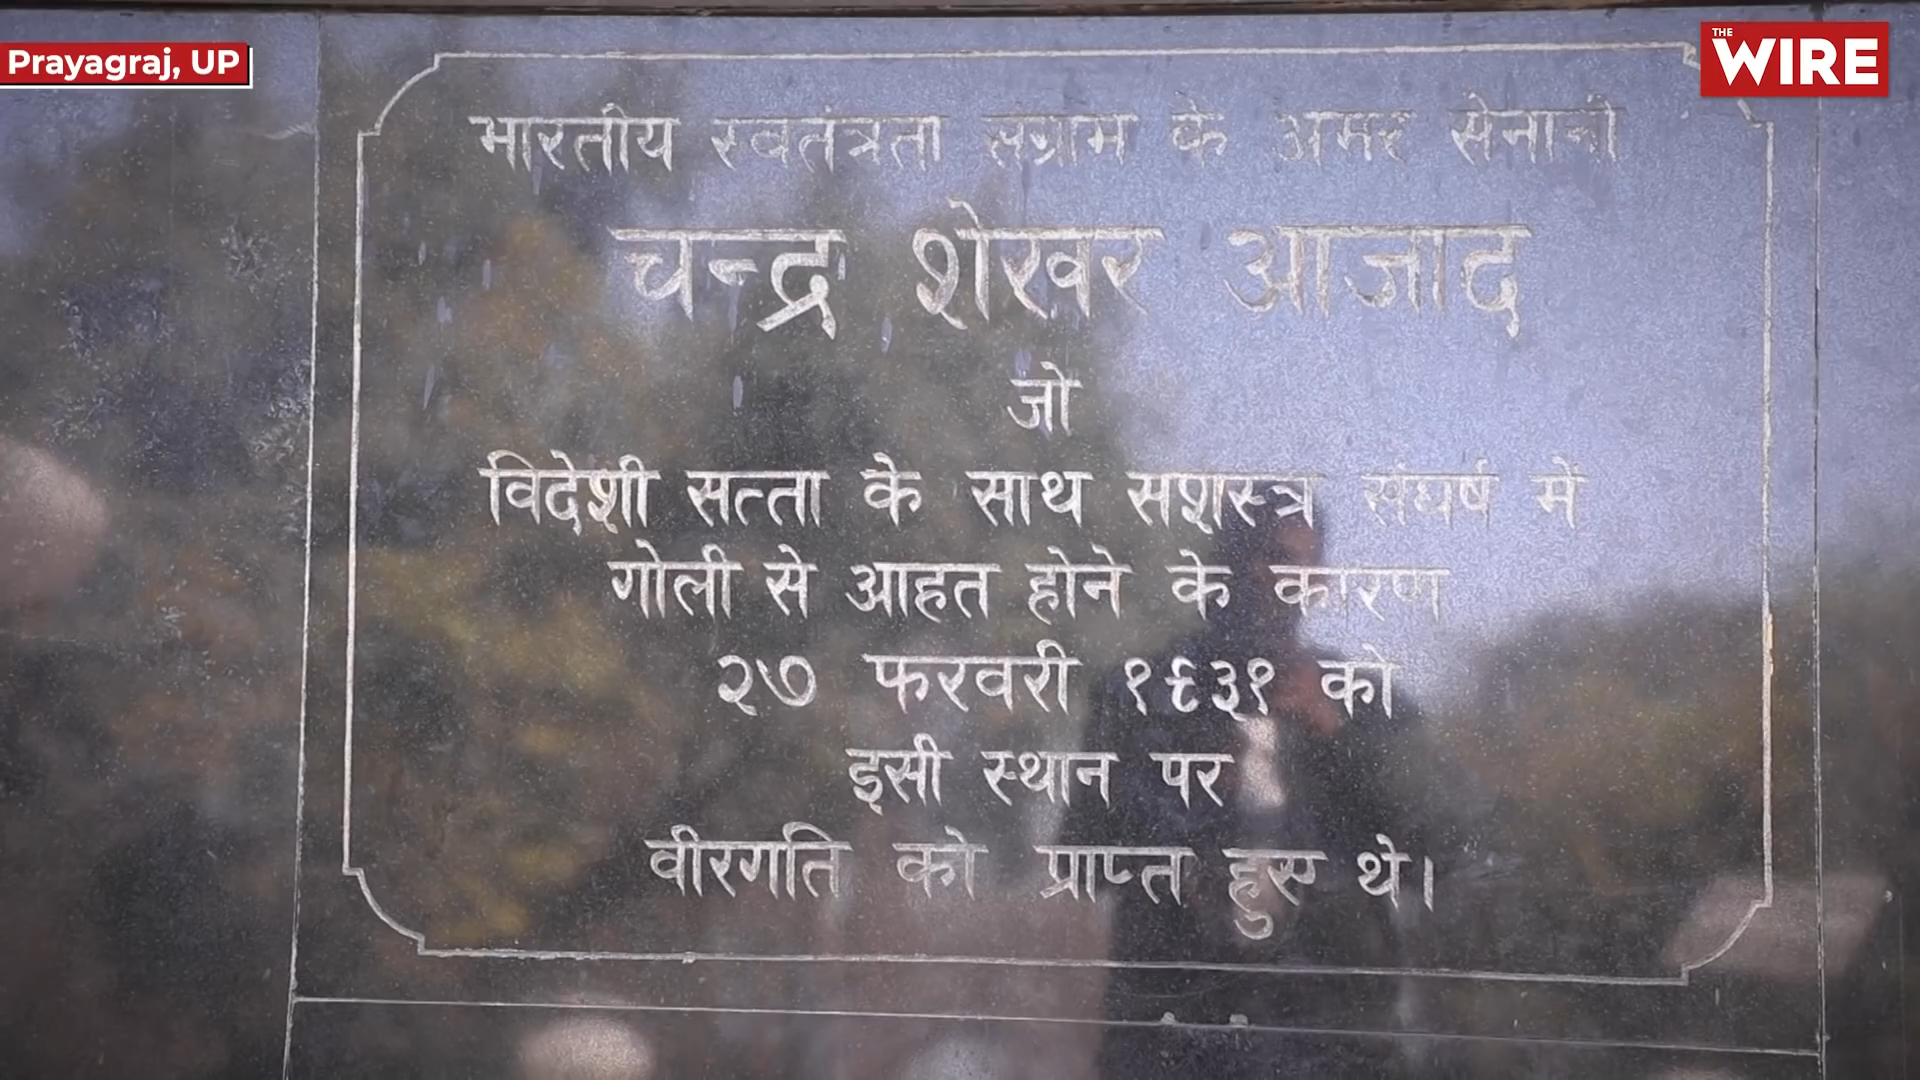 Prayagraj, UP
THE WIRE
भारतीय स्वतंत्रता संग्राम के अमर सेनानी
चन्द्र शेखर आजाद
जो
विदेशी सत्ता के साथ सशस्त्र संघर्ष में
गोली से आहत होने के कारण
२७ फरवरी १९३१ को
इसी स्थान पर
वीरगति को प्राप्त हुए थे।